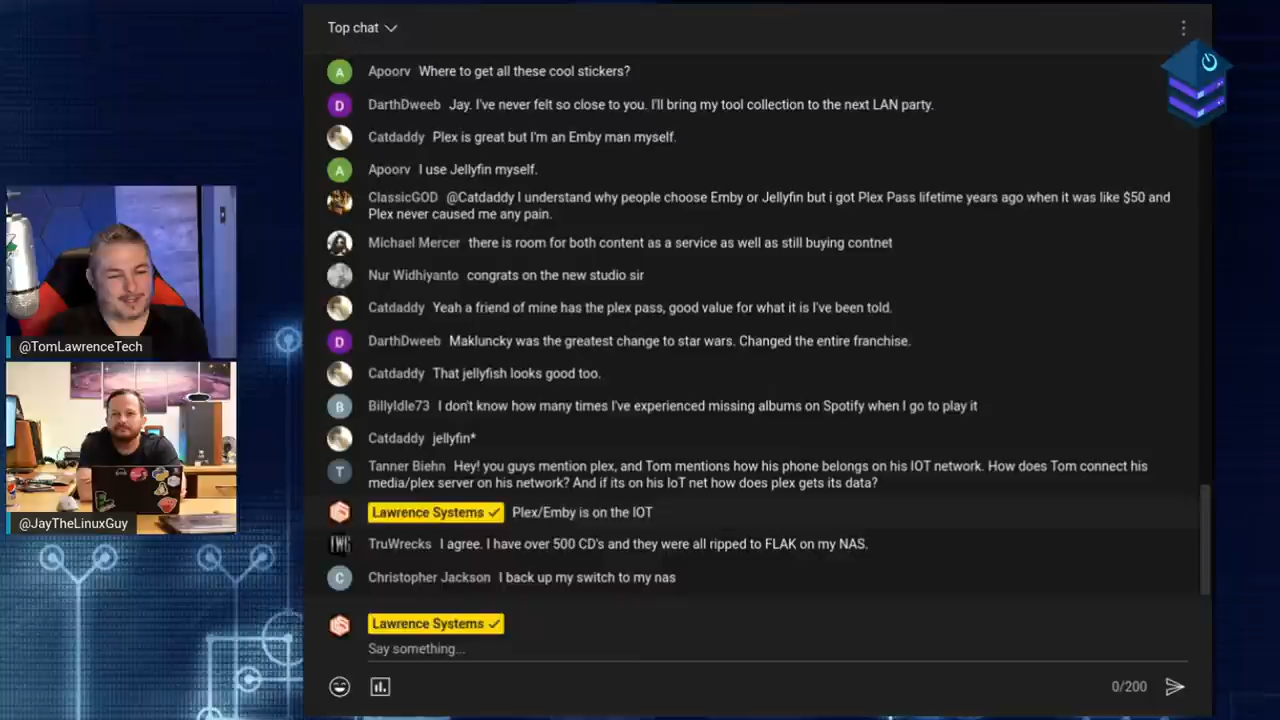 Top chat
Apoorv Where to get all these cool stickers?
D DarthDweeb Jay. I've never felt so close to you. I'll bring my tool collection to the next LAN party.
Catdaddy Plex is great but I'm an Emby man myself.
A Apoorv I use Jellyfin myself.
ClassicGOD @Catdaddy I understand why people choose Emby or Jellyfin but i got Plex Pass lifetime years ago when it was like $50 and
Plex never caused me any pain.
Michael Mercer there is room for both content as a service as well as still buying contnet
Nur Widhiyanto congrats on the new studio sir
Catdaddy Yeah a friend of mine has the plex pass, good value for what it is I've been told.
@TomLawrenceTech
D DarthDweeb Makluncky was the greatest change to star wars. Changed the entire franchise.
Catdaddy That jellyfish looks good too.
B BillyIdle73 I don't know how many times I've experienced missing albums on Spotify when I go to play it
Catdaddy jellyfin*
T Tanner Biehn Hey! you guys mention plex, and Tom mentions how his phone belongs on his IOT network. How does Tom connect his
media/plex server on his network? And if its on his IoT net how does plex gets its data?
Lawrence Systems Plex/Emby is on the IOT
@JayTheLinuxGuy
TruWrecks I agree. I have over 500 CD's and they were all ripped to FLAK on my NAS.
C Christopher Jackson I back up my switch to my nas
Lawrence Systems
Say something...
0/200